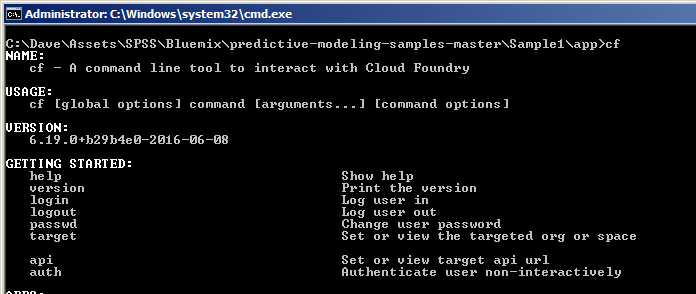 Administrator: C:\Windows\system32\cmd.exe
C:\Dave\Assets\SPSS\Bluemix\predictive-modeling-samples-master\Sample1\app>cf
NAME:
cf - A command line tool to interact with Cloud Foundry
USAGE:
cf [global options] command [arguments...] [command options]
VERSION:
6.19.0+b29b4e0-2016-06-08
GETTING STARTED:
help Show help
version Print the version
login Log user in
logout Log user out
passwd Change user password
target Set or view the targeted org or space
api Set or view target api url
auth Authenticate user non-interactively
APPS: